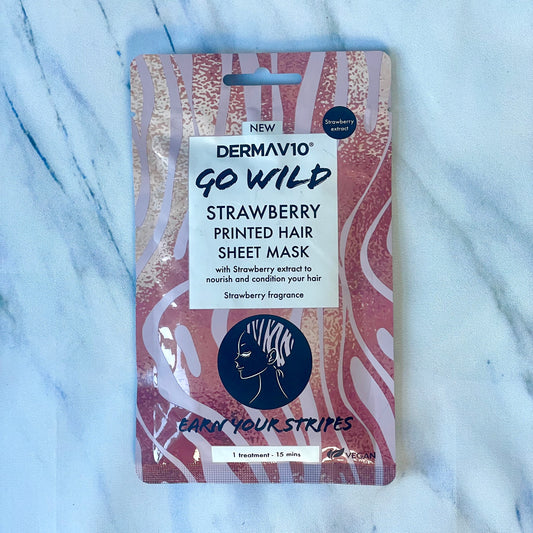 NEW
Strawberry
extract
DERMAV10®
GO WILD
STRAWBERRY
PRINTED HAIR
SHEET MASK
with Strawberry extract to
nourish and condition your hair
Strawberry fragrance
EARN YOUR STRIPES
1 treatment - 15 mins
VEGAN